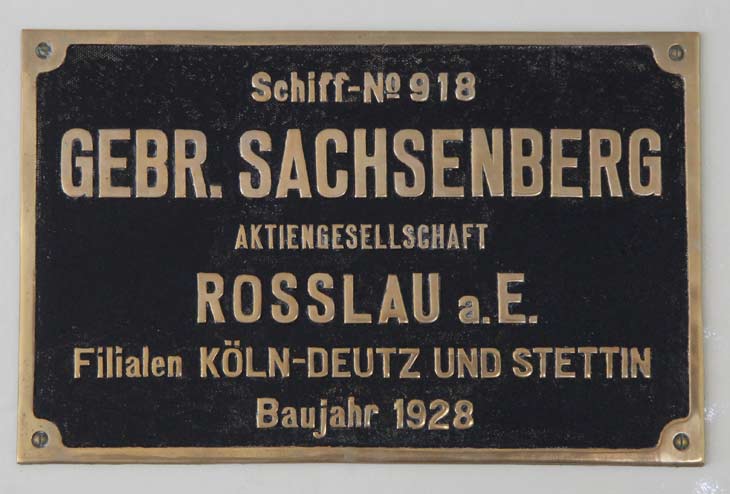 Schiff-№ 918
GEBR. SACHSENBERG
AKTIENGESELLSCHAFT
ROSSLAU a.E.
Filialen KÖLN-DEUTZ UND STETTIN
Baujahr 1928